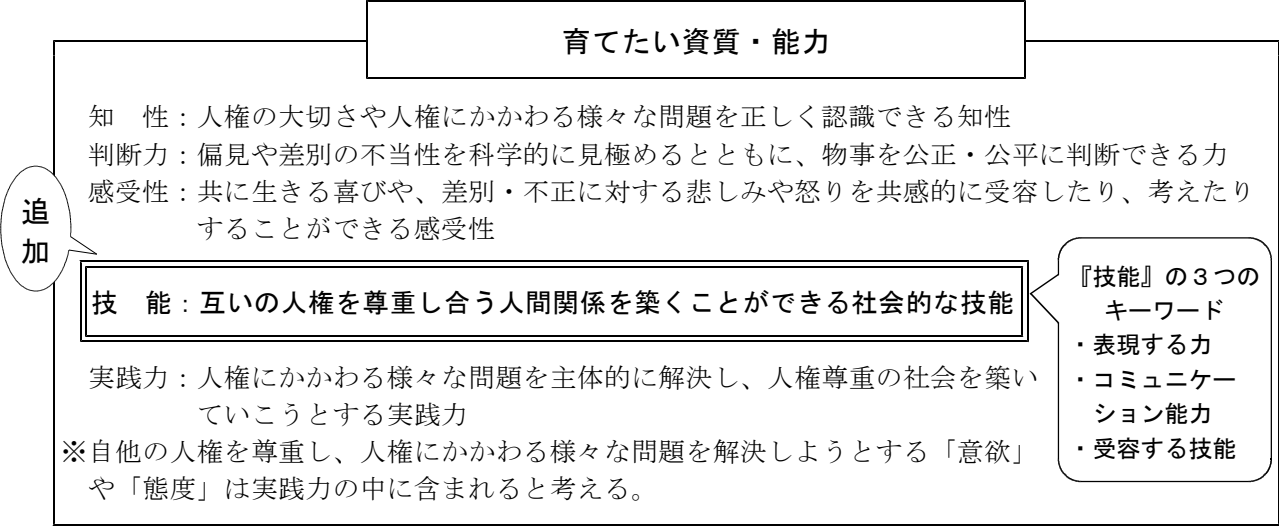 育てたい資質・能力
知　性：人権の大切さや人権にかかわる様々な問題を正しく認識できる知性
判断力：偏見や差別の不当性を科学的に見極めるとともに、物事を公正・公平に判断できる力
感受性：共に生きる喜びや、差別・不正に対する悲しみや怒りを共感的に受容したり、考えたり
することができる感受性
追
加
技　能：互いの人権を尊重し合う人間関係を築くことができる社会的な技能
『技能』の３つの
キーワード
・表現する力
・コミュニケー
ション能力
・受容する技能
実践力：人権にかかわる様々な問題を主体的に解決し、人権尊重の社会を築い
ていこうとする実践力
※自他の人権を尊重し、人権にかかわる様々な問題を解決しようとする「意欲」
や「態度」は実践力の中に含まれると考える。